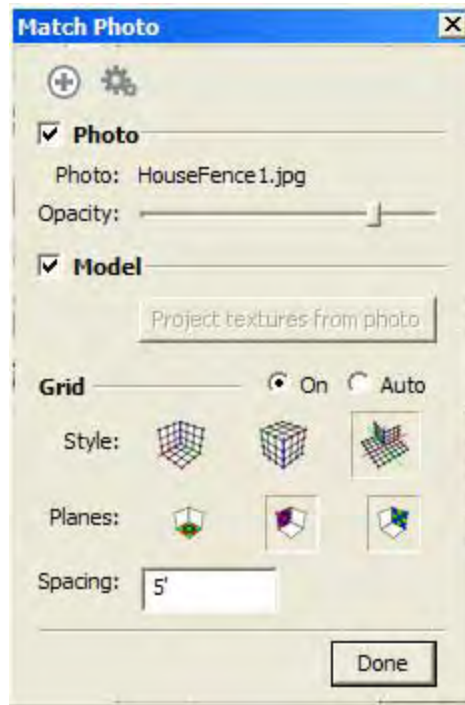 Match Photo
Photo
Photo: HouseFence1.jpg
Opacity:
Model
Project textures from photo
Grid On Auto
Style:
Planes:
Spacing: 5'
Done